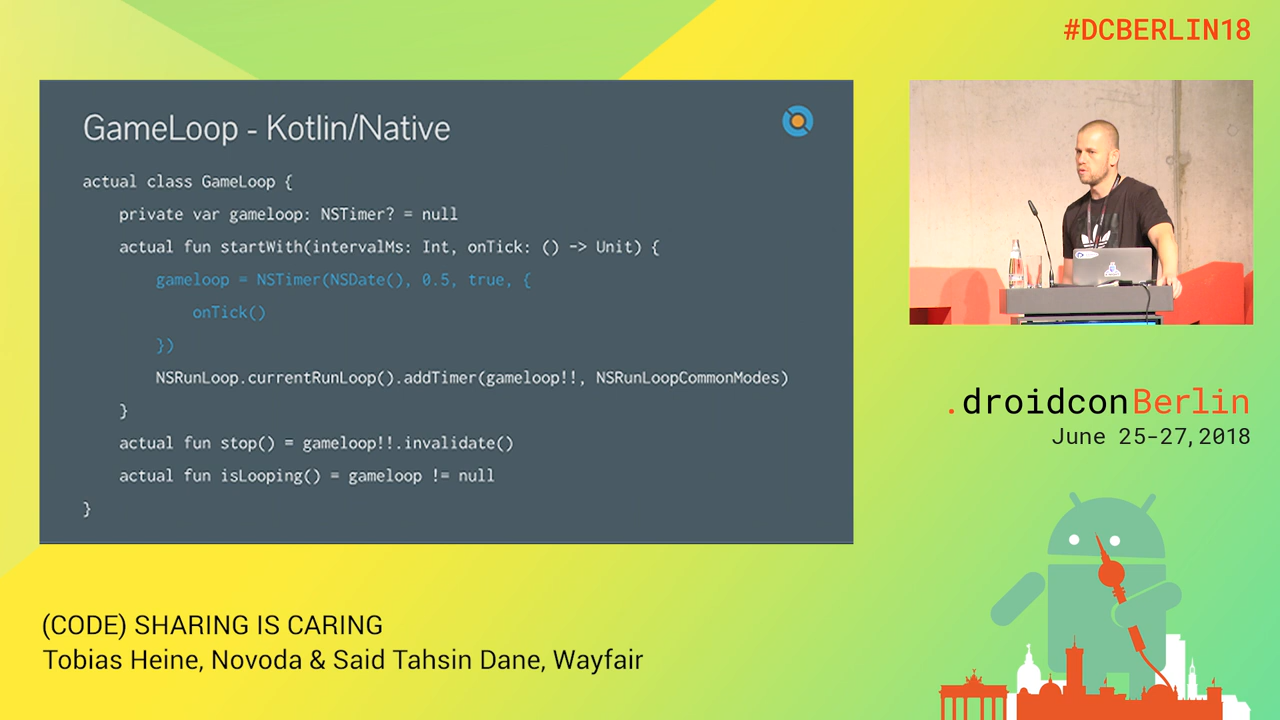 #DCBERLIN18
GameLoop - Kotlin/Native
actual class GameLoop {
private var gameloop: NSTimer? = null
actual fun startWith(intervalMs: Int, onTick: () -> Unit) {
gameloop = NSTimer(NSDate(), 0.5, true, {
onTick()
})
NSRunLoop.currentRunLoop().addTimer(gameloop!!, NSRunLoopCommonModes)
}
actual fun stop() = gameloop!!.invalidate()
actual fun isLooping() = gameloop != null
}
.droidconBerlin
June 25-27,2018
(CODE) SHARING IS CARING
Tobias Heine, Novoda & Said Tahsin Dane, Wayfair